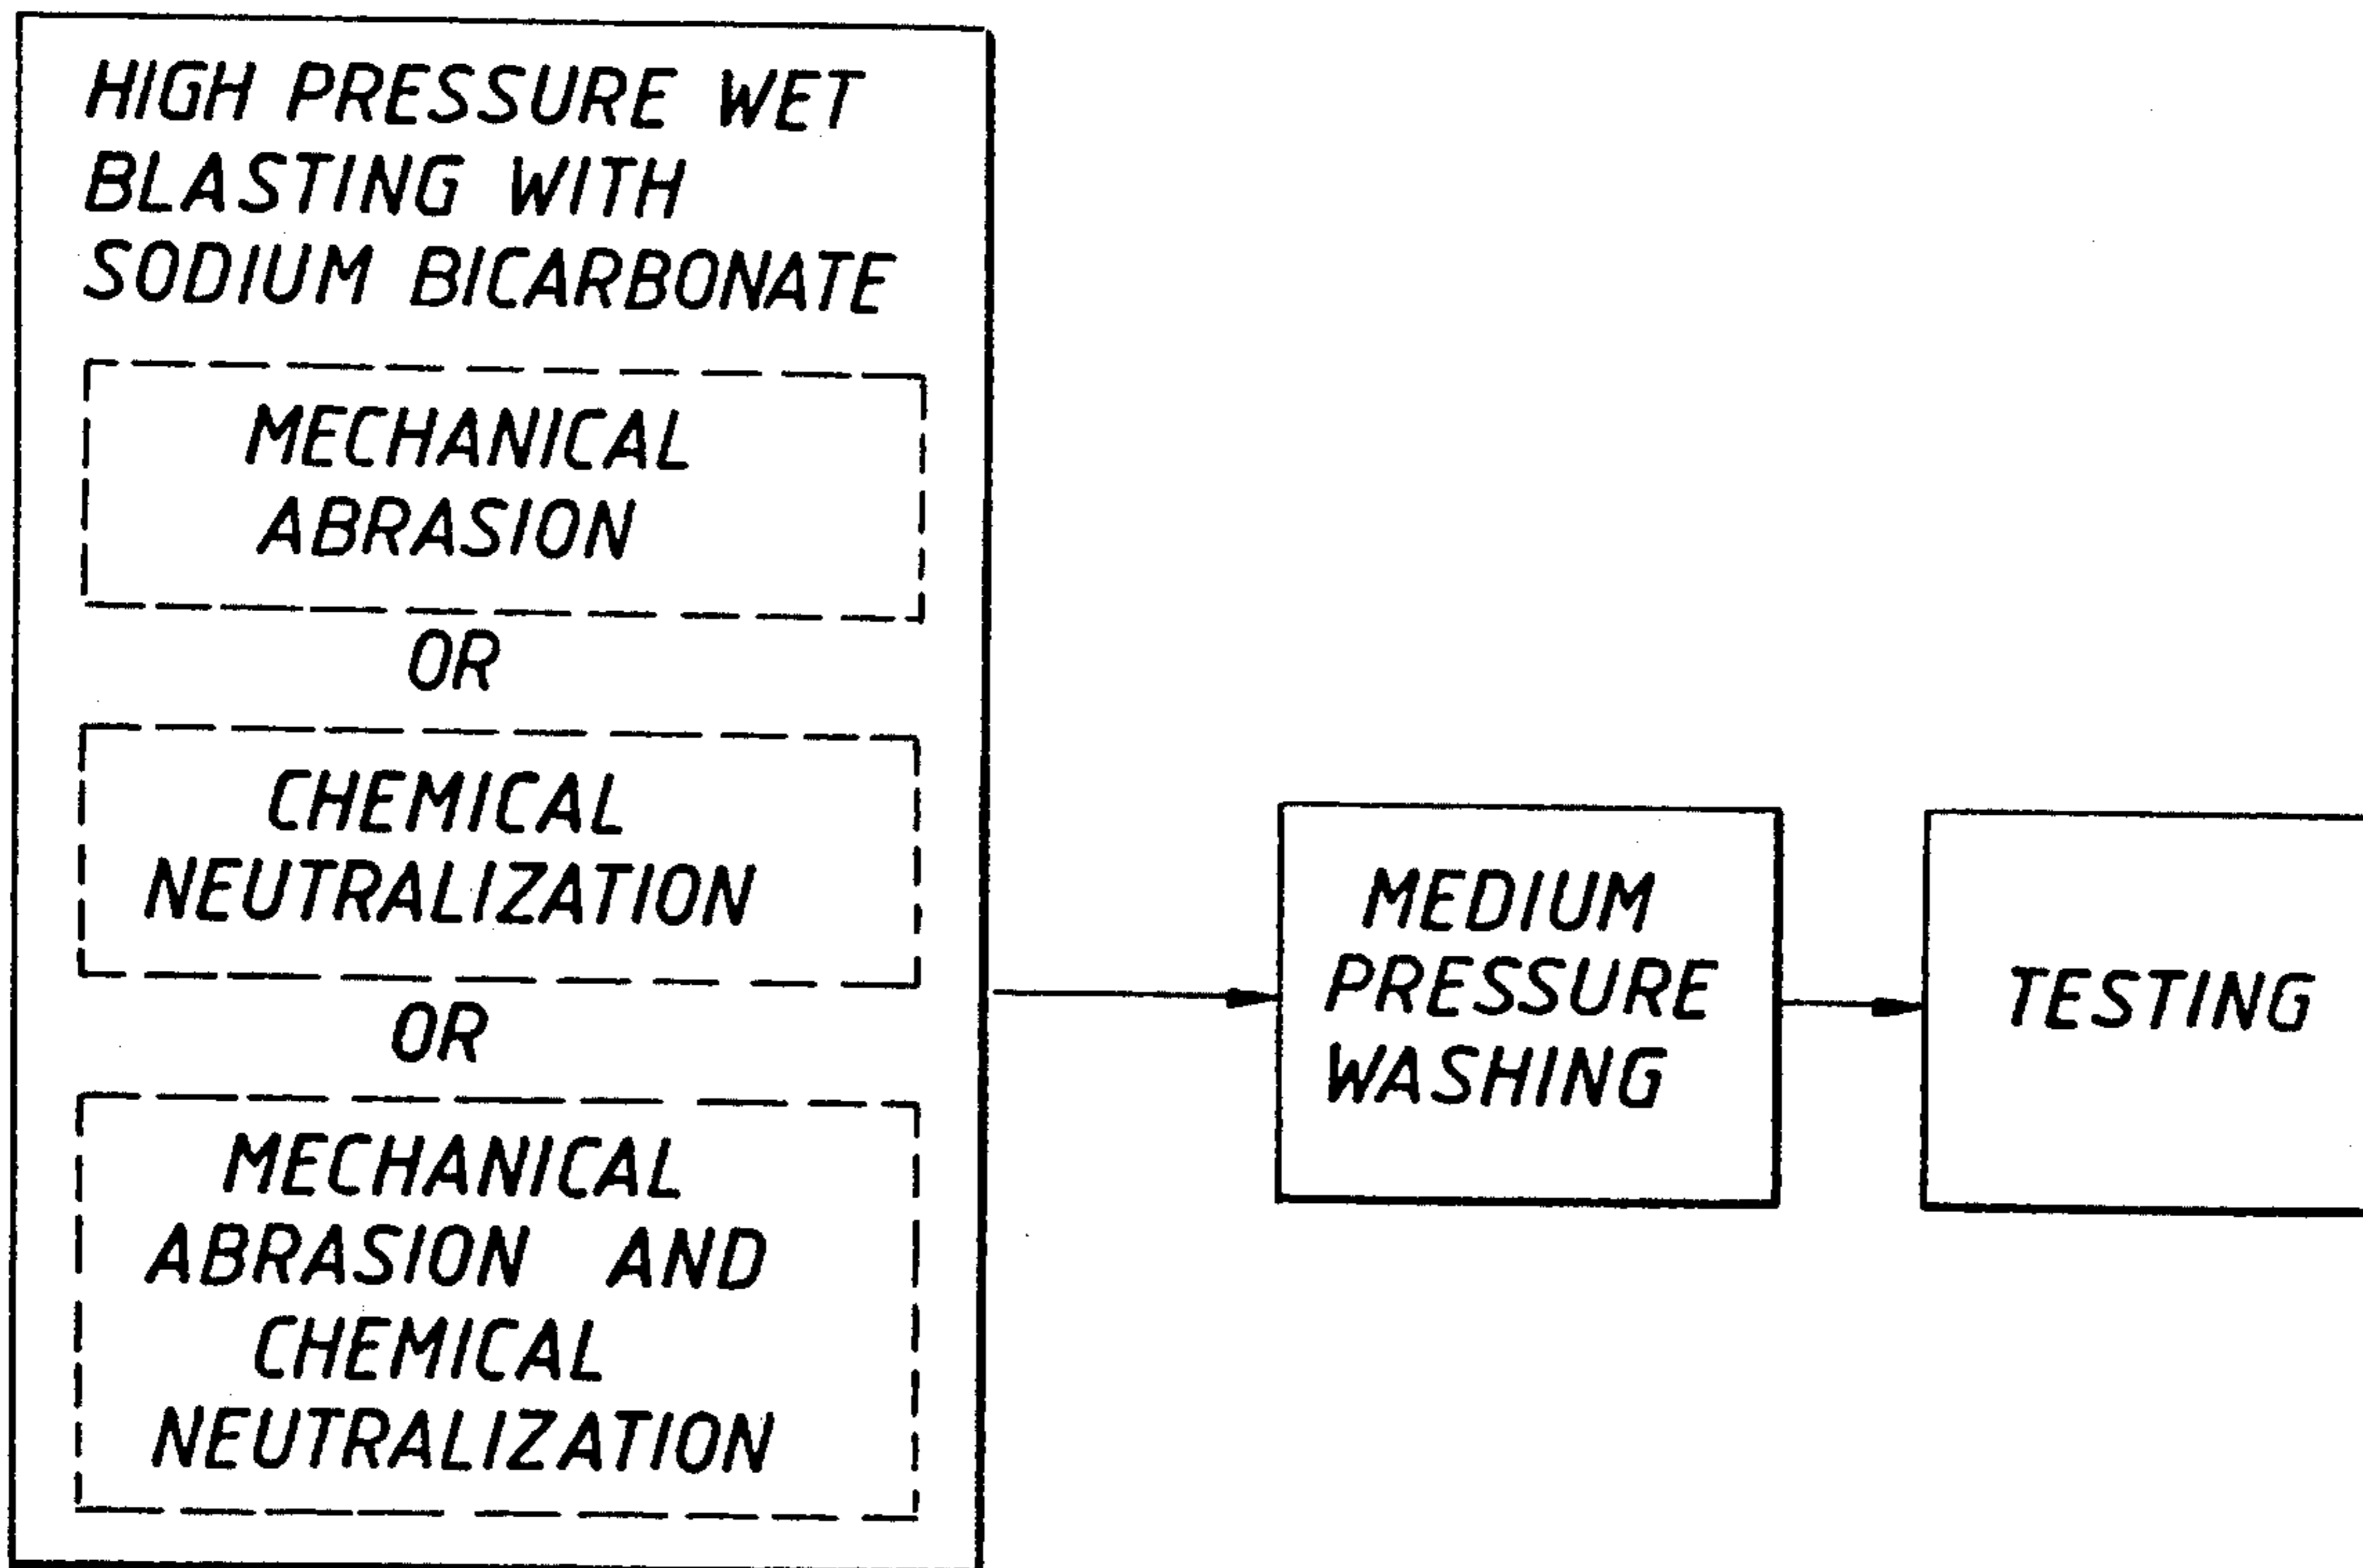 HIGH PRESSURE WET
BLASTING WITH
SODIUM BICARBONATE
MECHANICAL
ABRASION
OR
CHEMICAL
NEUTRALIZATION
OR
MECHANICAL
ABRASION AND
CHEMICAL
NEUTRALIZATION
MEDIUM
PRESSURE
WASHING
TESTING